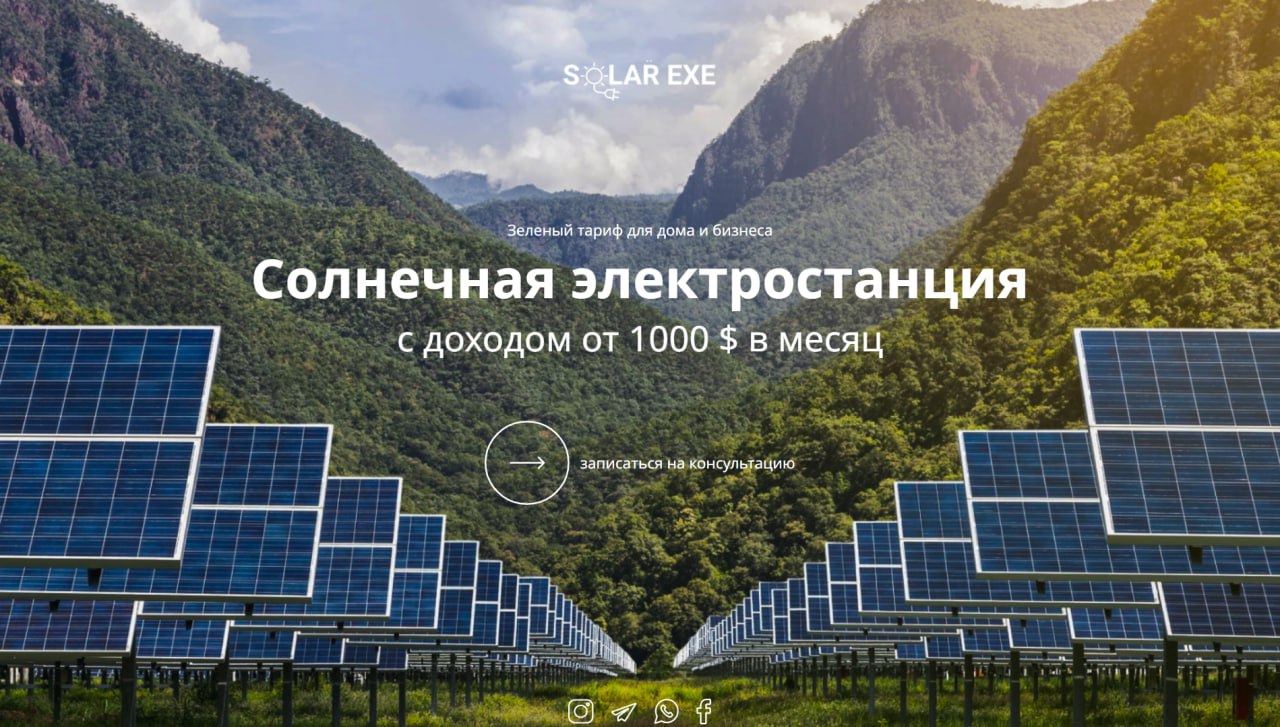 SOLAR EXE
Зеленый тариф для дома и бизнеса
Солнечная электростанция
с доходом от 1000 $ в месяц
записаться на консультацию